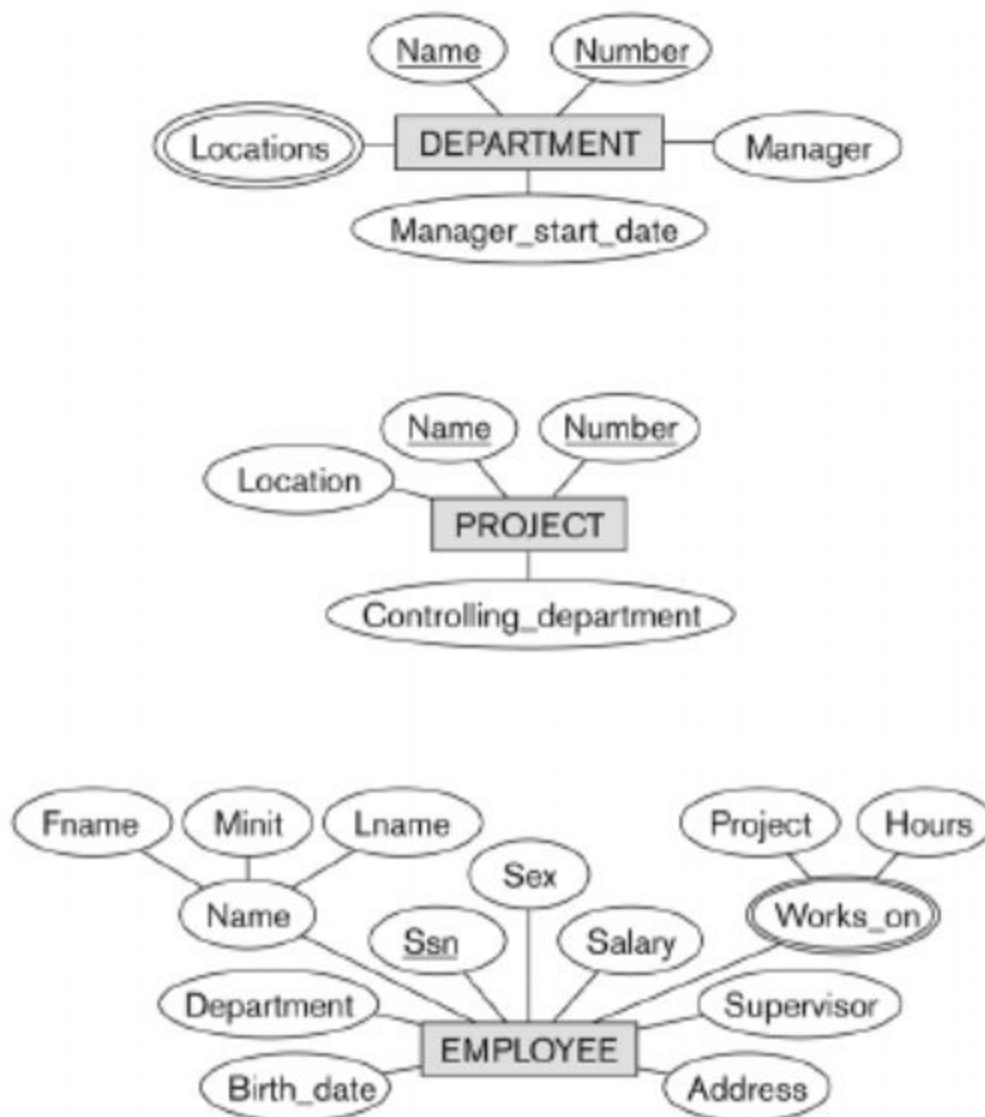 Name Number
Locations DEPARTMENT Manager
Manager_start_date
Name Number
Location
PROJECT
Controlling_department
Fname Minit Lname Project Hours
Sex
Name Works_on
Ssn Salary
Department Supervisor
EMPLOYEE
Birth_date Address